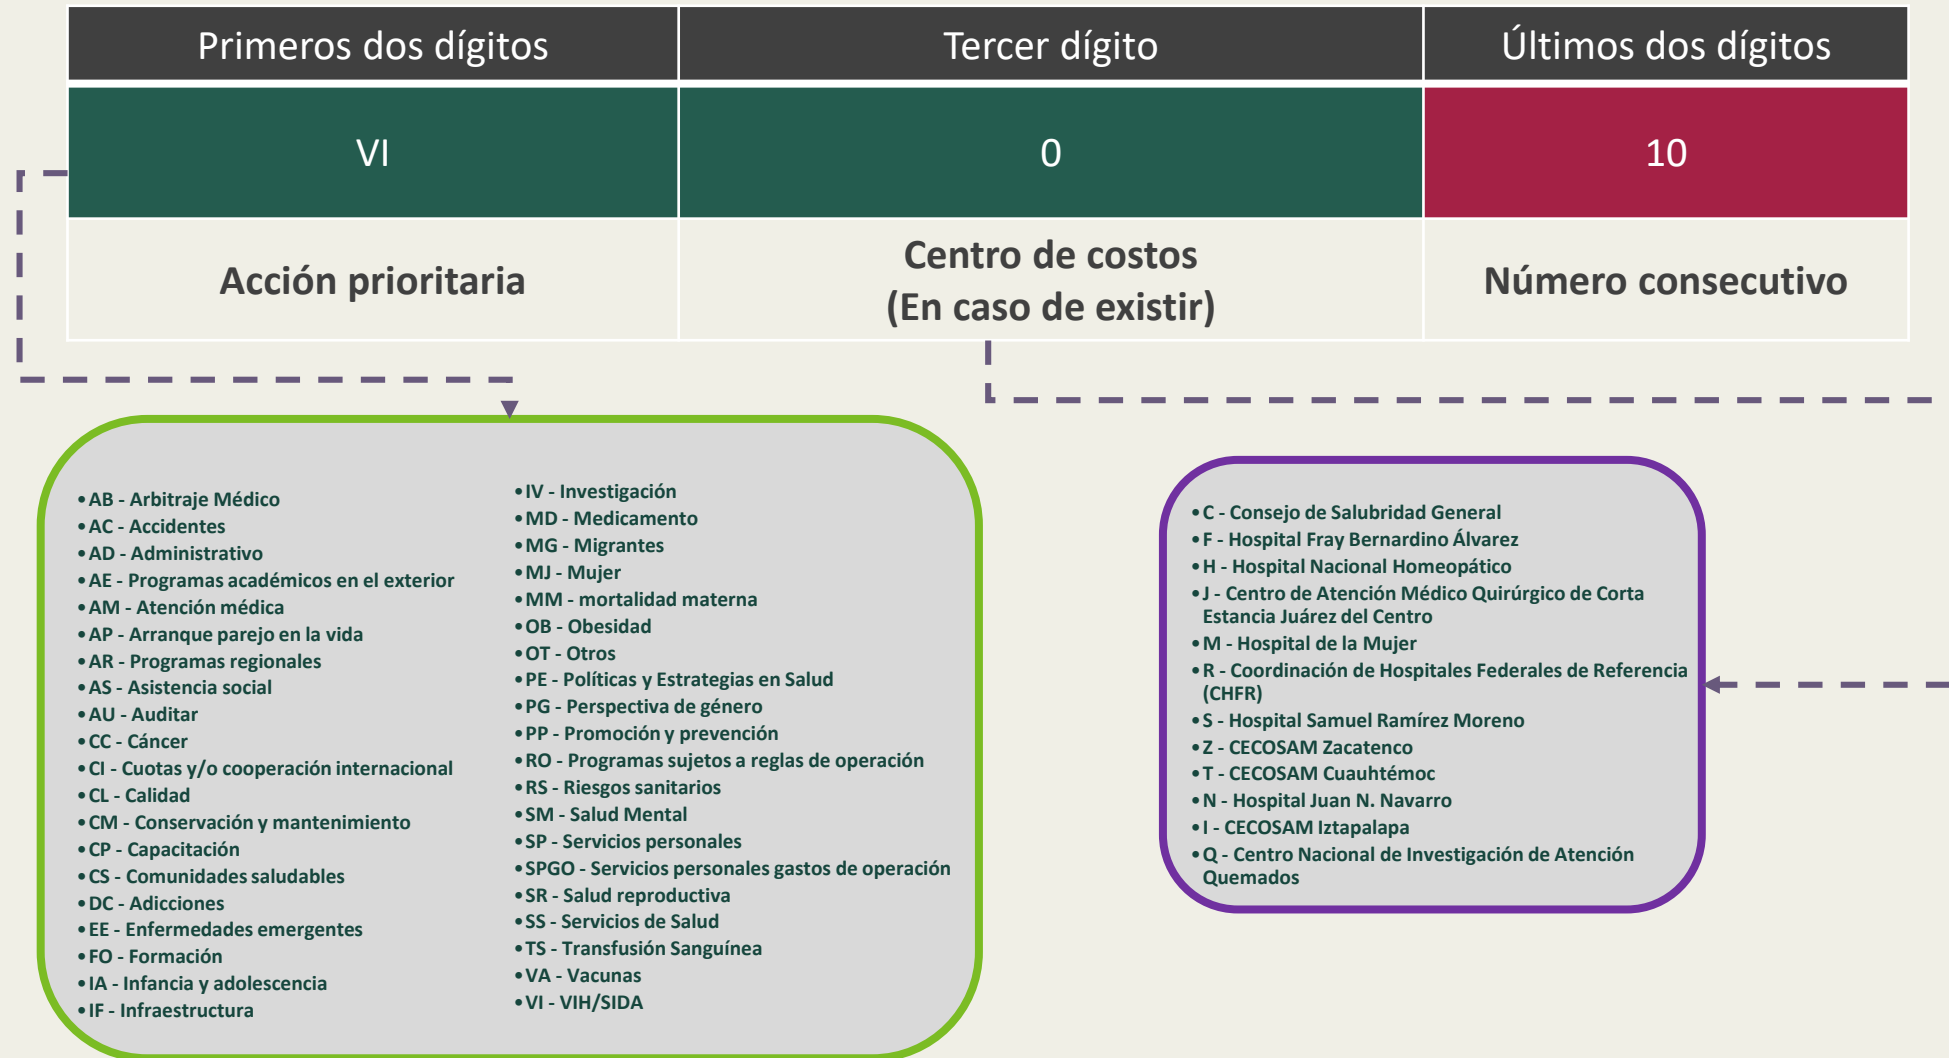 Primeros dos dígitos
Tercer dígito
Últimos dos dígitos
VI
0
10
Acción prioritaria
Centro de costos
(En caso de existir)
Número consecutivo
•AB - Arbitraje Médico
•AC - Accidentes
•AD - Administrativo
•AE - Programas académicos en el exterior
•AM - Atención médica
•AP - Arranque parejo en la vida
•AR - Programas regionales
•AS - Asistencia social
•AU - Auditar
•CC - Cáncer
•CI - Cuotas y/o cooperación internacional
•CL - Calidad
•CM - Conservación y mantenimiento
•CP - Capacitación
•CS - Comunidades saludables
•DC - Adicciones
•EE - Enfermedades emergentes
•FO - Formación
•IA - Infancia y adolescencia
•IF - Infraestructura
•IV - Investigación
•MD - Medicamento
•MG - Migrantes
•MJ - Mujer
•MM - mortalidad materna
•OB - Obesidad
•OT - Otros
•PE - Políticas y Estrategias en Salud
•PG - Perspectiva de género
•PP - Promoción y prevención
•RO - Programas sujetos a reglas de operación
•RS - Riesgos sanitarios
•SM - Salud Mental
•SP - Servicios personales
•SPGO - Servicios personales gastos de operación
•SR - Salud reproductiva
•SS - Servicios de Salud
•TS - Transfusión Sanguínea
•VA - Vacunas
•VI - VIH/SIDA
•C - Consejo de Salubridad General
•F - Hospital Fray Bernardino Álvarez
•H - Hospital Nacional Homeopático
•J - Centro de Atención Médico Quirúrgico de Corta
Estancia Juárez del Centro
•M - Hospital de la Mujer
•R - Coordinación de Hospitales Federales de Referencia
(CHFR)
•S - Hospital Samuel Ramírez Moreno
•Z - CECOSAM Zacatenco
•T - CECOSAM Cuauhtémoc
•N - Hospital Juan N. Navarro
•I - CECOSAM Iztapalapa
•Q - Centro Nacional de Investigación de Atención
Quemados